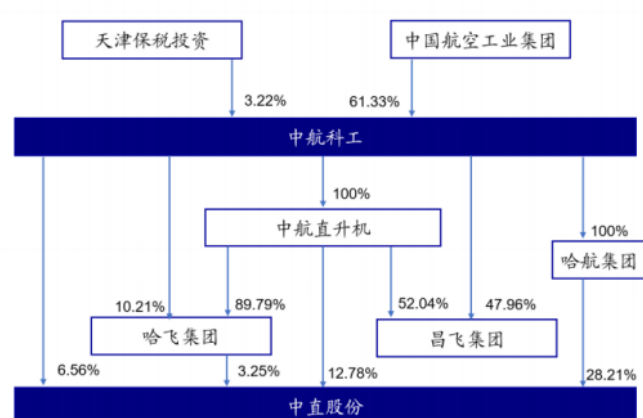 天津保税投资
中国航空工业集团
3.22%
61.33%
中航科工
100%
中航直升机
100%
哈航集团
10.21%
89.79%
52.04%
47.96%
哈飞集团
昌飞集团
6.56%
3.25%
12.78%
28.21%
中直股份